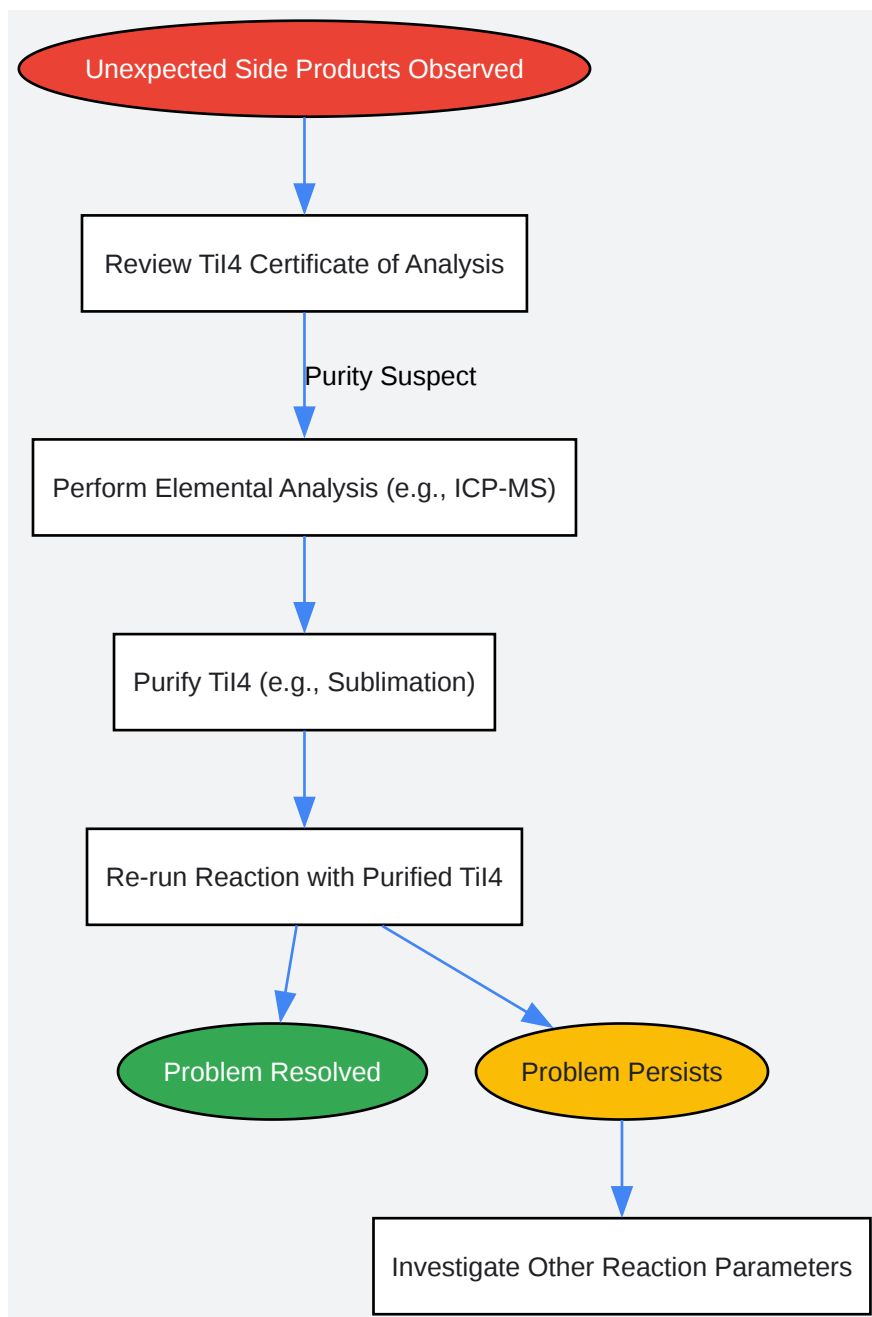 Unexpected Side Products Observed
Review TiI4 Certificate of Analysis
Purity Suspect
Perform Elemental Analysis (e.g., ICP-MS)
Purify TiI4 (e.g., Sublimation)
Re-run Reaction with Purified TiI4
Problem Resolved
Problem Persists
Investigate Other Reaction Parameters